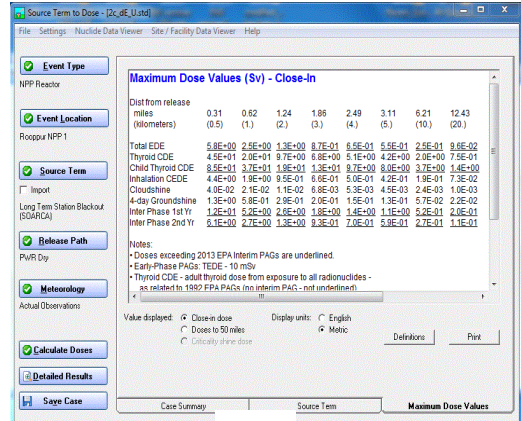 Source Term to Dose - [2c_dE_U.std]
File Settings Nuclide Data Viewer Site / Facility Data Viewer Help
Event Type
NPP Reactor
Event Location
Rooppur NPP 1
Source Term
Import
Long Term Station Blackout
(SOARCA)
Release Path
PWR Dry
Meteorology
Actual Observations
Calculate Doses
Detailed Results
Save Case
Maximum Dose Values (Sv) - Close-In
Dist from release
miles 0.31 0.62 1.24 1.86 2.49 3.11 6.21 12.43
(kilometers) (0.5) (1.) (2.) (3.) (4.) (5.) (10.) (20.)
Total EDE 5.8E+00 2.5E+00 1.3E+00 8.7E-01 6.5E-01 5.5E-01 2.5E-01 9.6E-02
Thyroid CDE 4.5E+01 2.0E+01 9.7E+00 6.8E+00 5.1E+00 4.2E+00 2.0E+00 7.5E-01
Child Thyroid CDE 8.5E+01 3.7E+01 1.9E+01 1.3E+01 9.7E+00 8.0E+00 3.7E+00 1.4E+00
Inhalation CEDE 4.4E+00 1.9E+00 9.5E-01 6.6E-01 5.0E-01 4.2E-01 1.9E-01 7.3E-02
Cloudshine 4.0E-02 2.1E-02 1.1E-02 6.8E-03 5.3E-03 4.5E-03 2.4E-03 1.0E-03
4-day Groundshine 1.3E+00 5.8E-01 2.9E-01 2.0E-01 1.5E-01 1.3E-01 5.7E-02 2.2E-02
Inter Phase 1st Yr 1.2E+01 5.2E+00 2.6E+00 1.8E+00 1.4E+00 1.1E+00 5.2E-01 2.0E-01
Inter Phase 2nd Yr 6.1E+00 2.7E+00 1.3E+00 9.3E-01 7.0E-01 5.9E-01 2.7E-01 1.1E-01
Notes:
• Doses exceeding 2013 EPA Interim PAGs are underlined.
• Early-Phase PAGs: TEDE - 10 mSv
• Thyroid CDE - adult thyroid dose from exposure to all radionuclides -
as related to 1992 EPA PAGs (no interim PAG - not underlined)
Value displayed: Close-in dose Display units: English
Doses to 50 miles Metric
Criticality shine dose
Definitions Print
Case Summary Source Term Maximum Dose Values